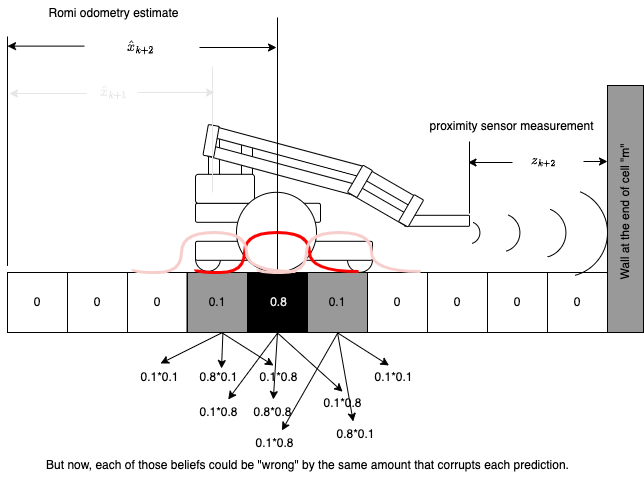 Romi odometry estimate
x̂ₖ₊₂
x̂ₖ₊₁
proximity sensor measurement
zₖ₊₂
Wall at the end of cell "m"
0 0 0 0.1 0.8 0.1 0 0 0 0
0.1*0.1 0.8*0.1 0.1*0.8 0.1*0.1
0.1*0.8 0.8*0.8 0.1*0.8
0.1*0.8 0.8*0.1
But now, each of those beliefs could be "wrong" by the same amount that corrupts each prediction.